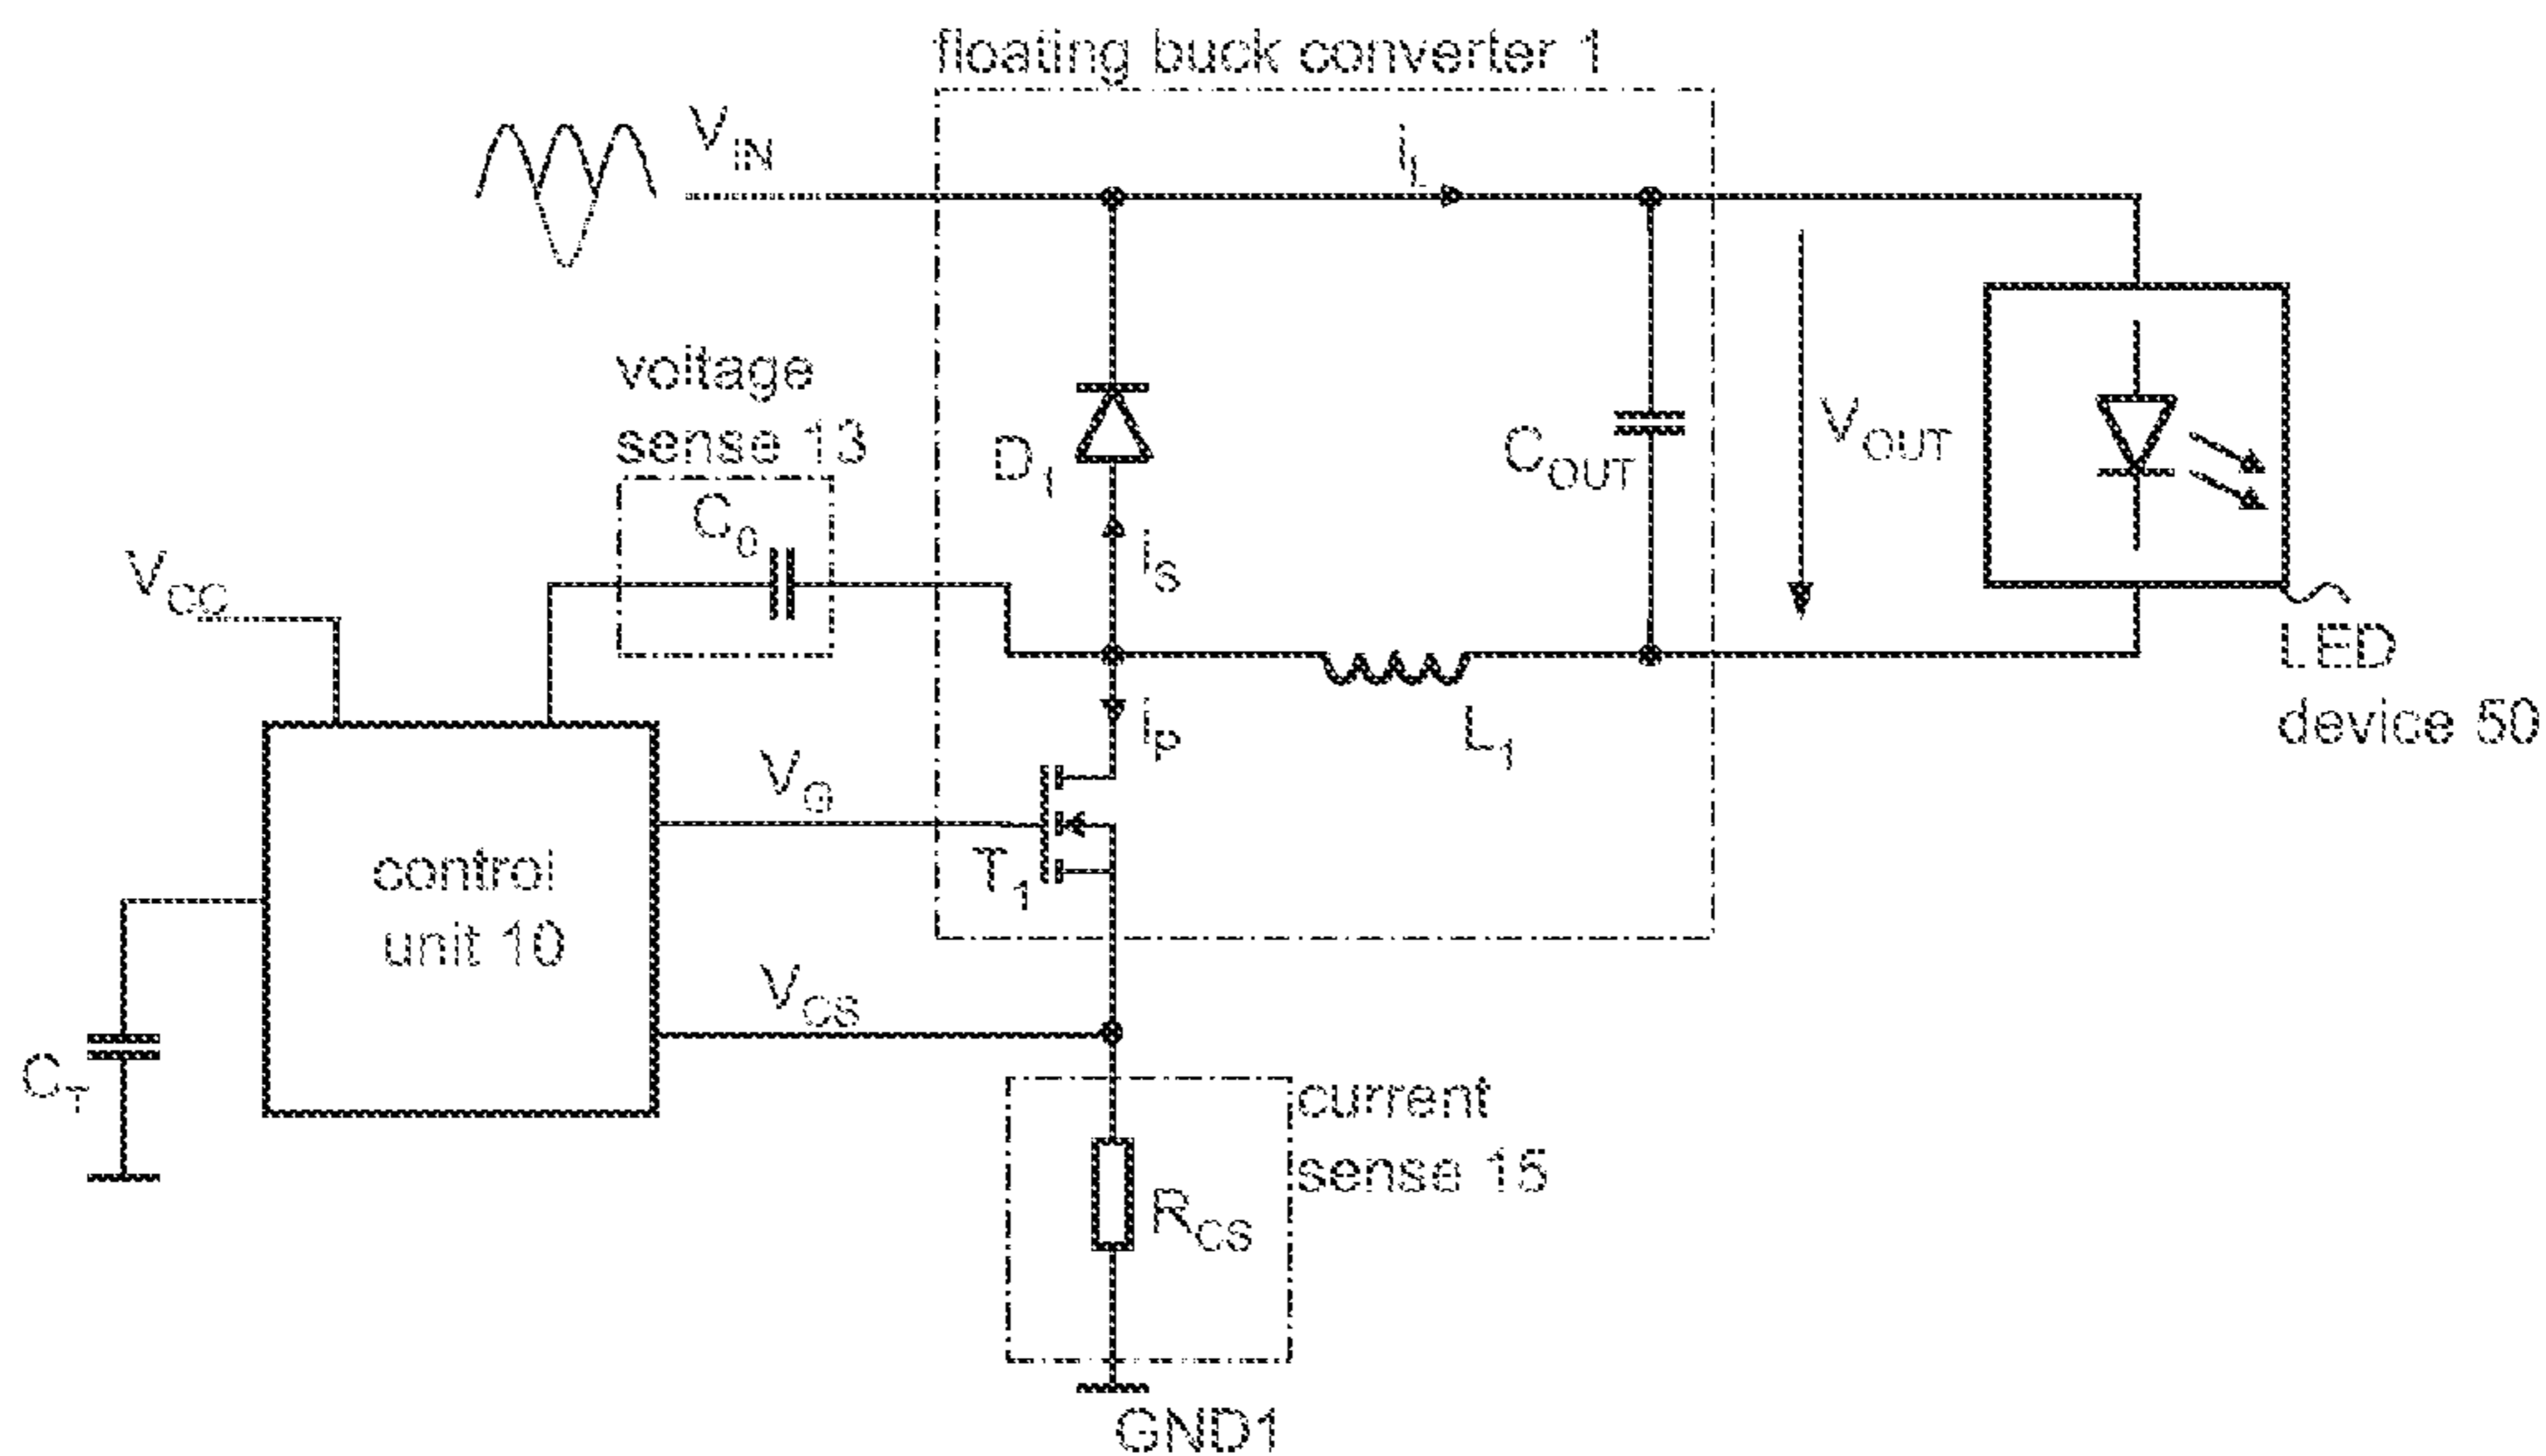 floating buck converter 1
V_IN
i_L
voltage
sense 13
C_0
D_1
C_OUT
V_OUT
i_S
V_CC
LED
device 50
i_P
L_1
V_G
T_1
control
unit 10
V_CS
C_T
current
sense 15
R_CS
GND1